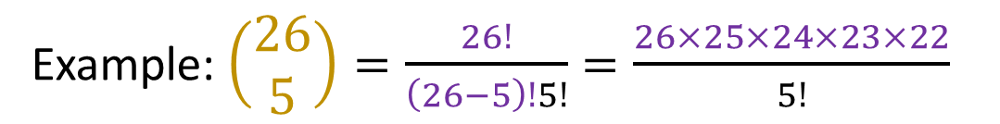 Example: (26 5) = 26! / (26−5)!5! = 26×25×24×23×22 / 5!